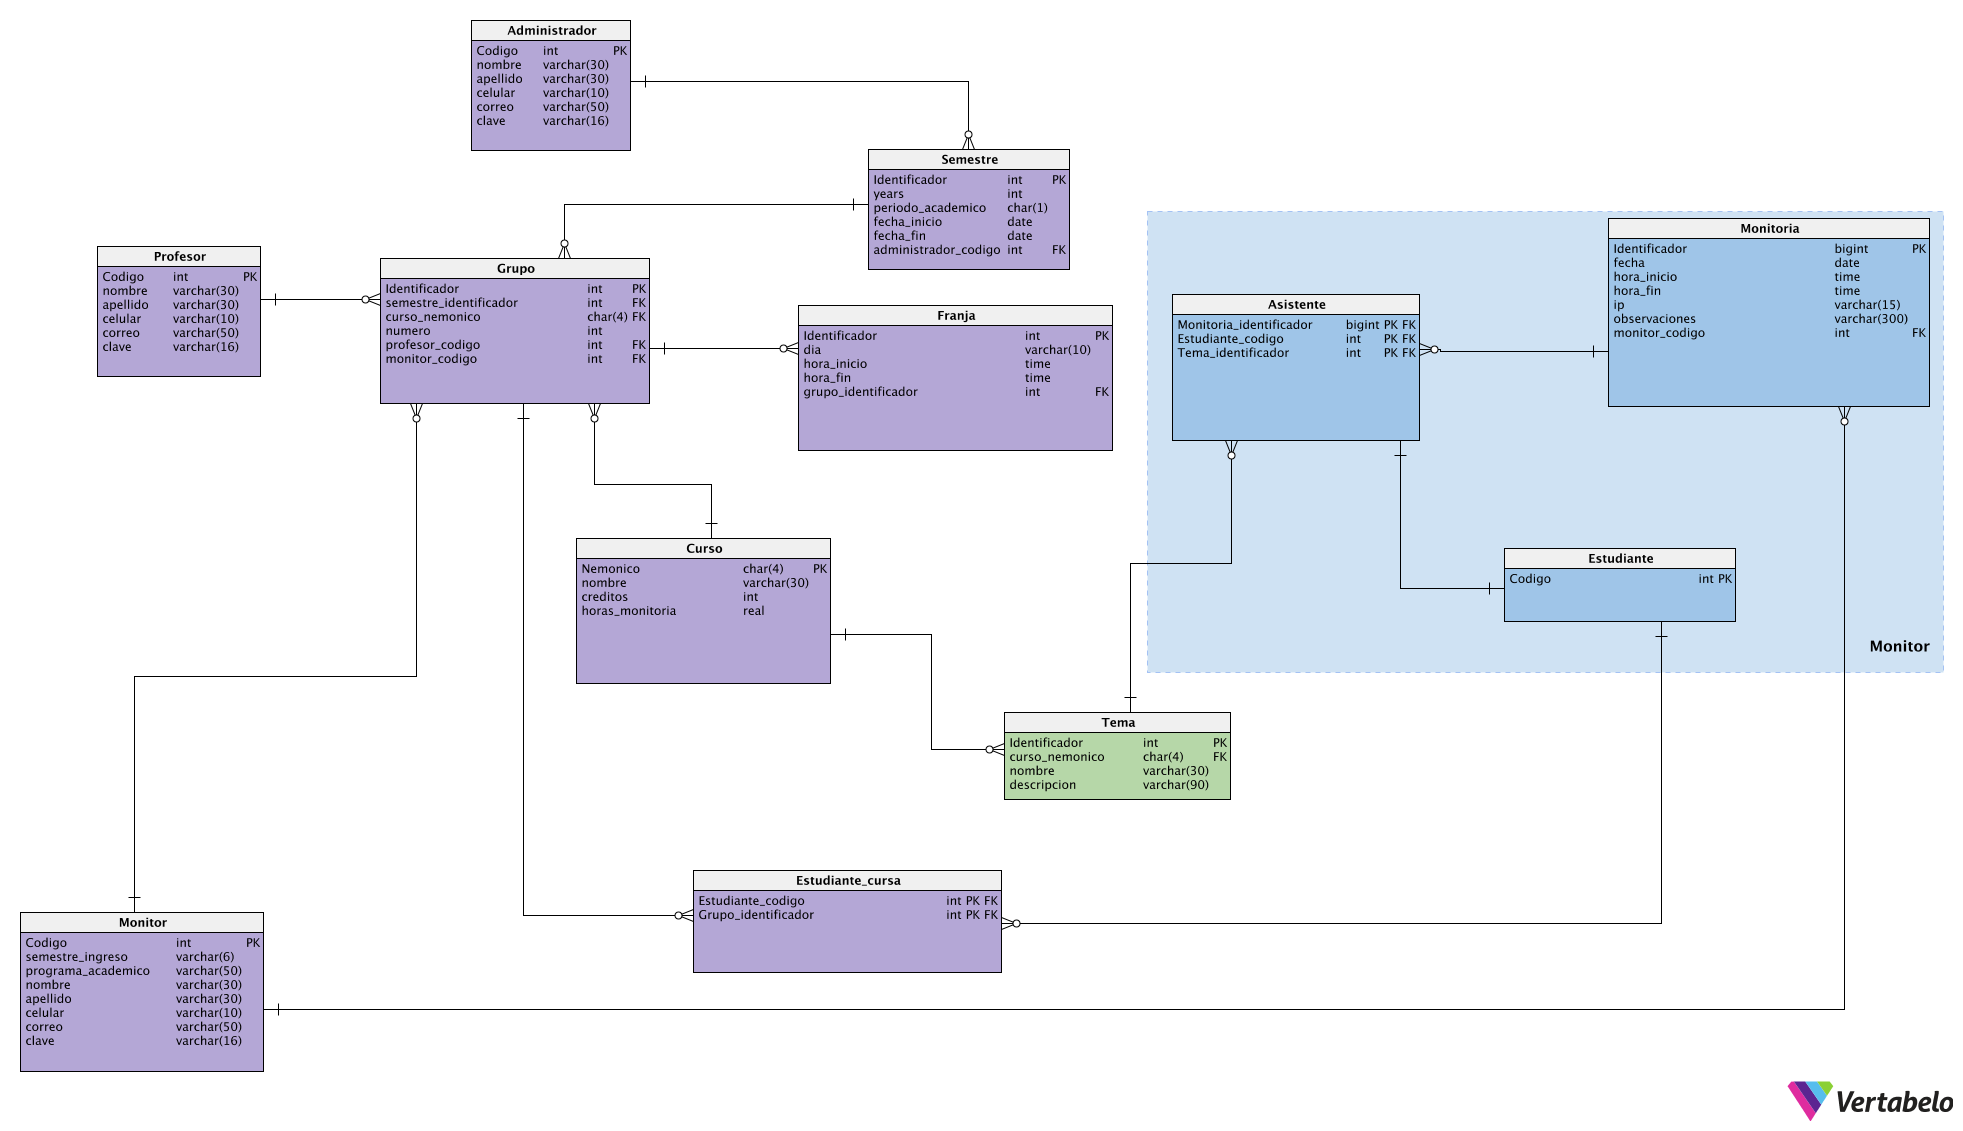 Administrador
Codigo int PK
nombre varchar(30)
apellido varchar(30)
celular varchar(10)
correo varchar(50)
clave varchar(16)
Semestre
Identificador int PK
years int
periodo_academico char(1)
fecha_inicio date
fecha_fin date
administrador_codigo int FK
Profesor
Codigo int PK
nombre varchar(30)
apellido varchar(30)
celular varchar(10)
correo varchar(50)
clave varchar(16)
Grupo
Identificador int PK
semestre_identificador int FK
curso_nemonico char(4) FK
numero int
profesor_codigo int FK
monitor_codigo int FK
Franja
Identificador int PK
dia varchar(10)
hora_inicio time
hora_fin time
grupo_identificador int FK
Monitoria
Identificador bigint PK
fecha date
hora_inicio time
hora_fin time
ip varchar(15)
observaciones varchar(300)
monitor_codigo int FK
Asistente
Monitoria_identificador bigint PK FK
Estudiante_codigo int PK FK
Tema_identificador int PK FK
Estudiante
Codigo int PK
Monitor
Curso
Nemonico char(4) PK
nombre varchar(30)
creditos int
horas_monitoria real
Tema
Identificador int PK
curso_nemonico char(4) FK
nombre varchar(30)
descripcion varchar(90)
Estudiante_cursa
Estudiante_codigo int PK FK
Grupo_identificador int PK FK
Monitor
Codigo int PK
semestre_ingreso varchar(6)
programa_academico varchar(50)
nombre varchar(30)
apellido varchar(30)
celular varchar(10)
correo varchar(50)
clave varchar(16)
Vertabelo